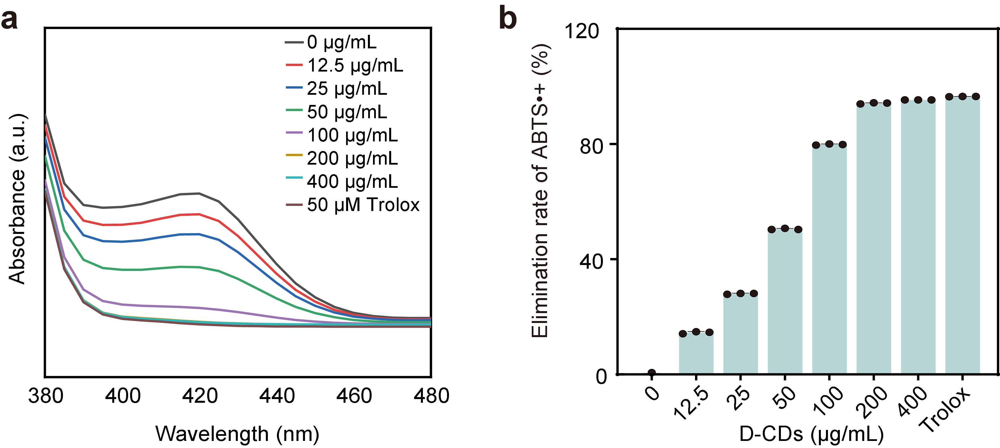 a
0 µg/mL
12.5 µg/mL
25 µg/mL
50 µg/mL
100 µg/mL
200 µg/mL
400 µg/mL
50 µM Trolox
Absorbance (a.u.)
380 400 420 440 460 480
Wavelength (nm)
b
Elimination rate of ABTS•+ (%)
120
80
40
0
0 12.5 25 50 100 200 400 Trolox
D-CDs (µg/mL)